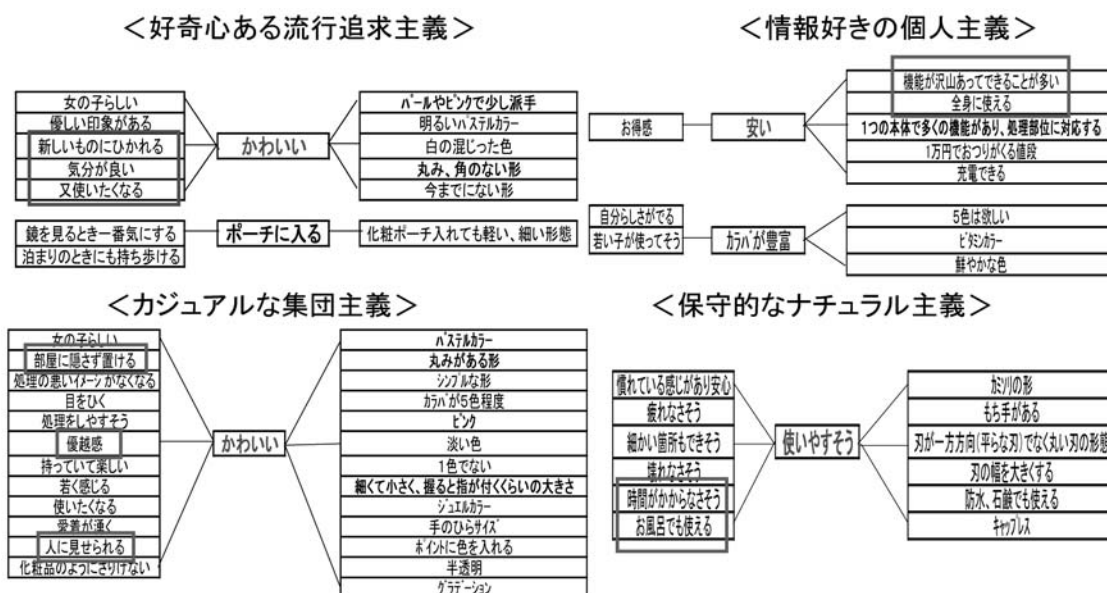 ＜好奇心ある流行追求主義＞
女の子らしい
優しい印象がある
新しいものにひかれる
気分が良い
又使いたくなる
かわいい
パールやピンクで少し派手
明るいパステルカラー
白の混じった色
丸み、角のない形
今までにない形
鏡を見るとき一番気にする
泊まりのときにも持ち歩ける
ポーチに入る
化粧ポーチ入れても軽い、細い形態
＜情報好きの個人主義＞
お得感
安い
機能が沢山あってできることが多い
全身に使える
1つの本体で多くの機能があり、処理部位に対応する
1万円でおつりがくる値段
充電できる
自分らしさがでる
若い子が使ってそう
カラバが豊富
5色は欲しい
ビタミンカラー
鮮やかな色
＜カジュアルな集団主義＞
女の子らしい
部屋に隠さず置ける
処理の悪いイメージがなくなる
目をひく
処理をしやすそう
優越感
持っていて楽しい
若く感じる
使いたくなる
愛着が湧く
人に見せられる
化粧品のようにさりげない
かわいい
パステルカラー
丸みがある形
シンプルな形
カラバが5色程度
ピンク
淡い色
1色でない
細くて小さく、握ると指が付くくらいの大きさ
ジュエルカラー
手のひらサイズ
ポイントに色を入れる
半透明
グラデーション
＜保守的なナチュラル主義＞
慣れている感じがあり安心
疲れなさそう
細かい箇所もできそう
壊れなさそう
時間がかからなさそう
お風呂でも使える
使いやすそう
カミソリの形
もち手がある
刃が一方方向(平らな刃)でなく丸い刃の形態
刃の幅を大きくする
防水、石鹸でも使える
キャップレス